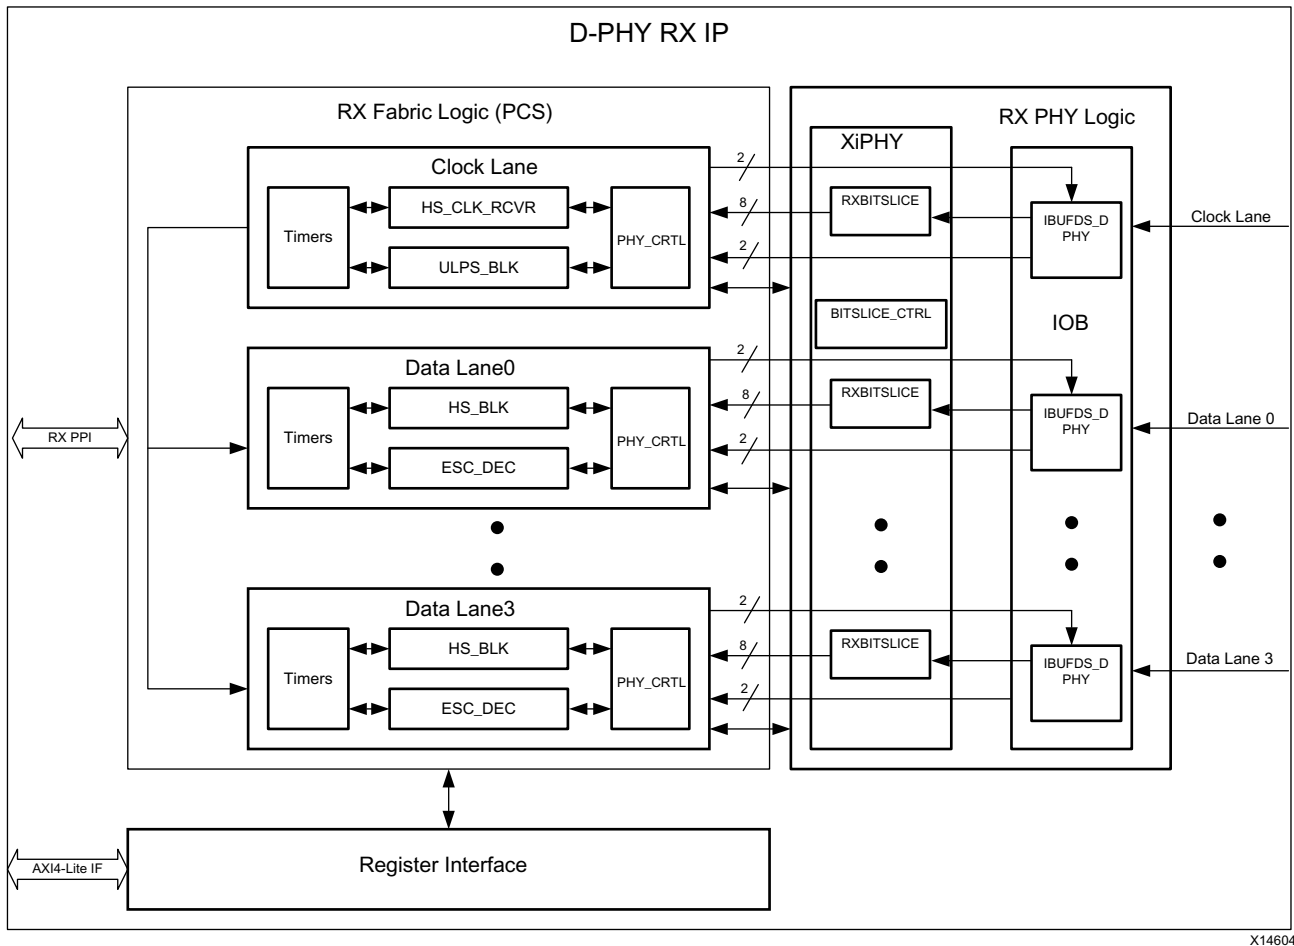 D-PHY RX IP
RX Fabric Logic (PCS)
RX PHY Logic
XiPHY
Clock Lane
Timers
HS_CLK_RCVR
ULPS_BLK
PHY_CRTL
2
8
2
RXBITSLICE
IBUFDS_D
PHY
Clock Lane
BITSLICE_CTRL
IOB
Data Lane0
Timers
HS_BLK
ESC_DEC
PHY_CRTL
2
8
2
RXBITSLICE
IBUFDS_D
PHY
Data Lane 0
RX PPI
Data Lane3
Timers
HS_BLK
ESC_DEC
PHY_CRTL
2
8
2
RXBITSLICE
IBUFDS_D
PHY
Data Lane 3
AXI4-Lite IF
Register Interface
X14604